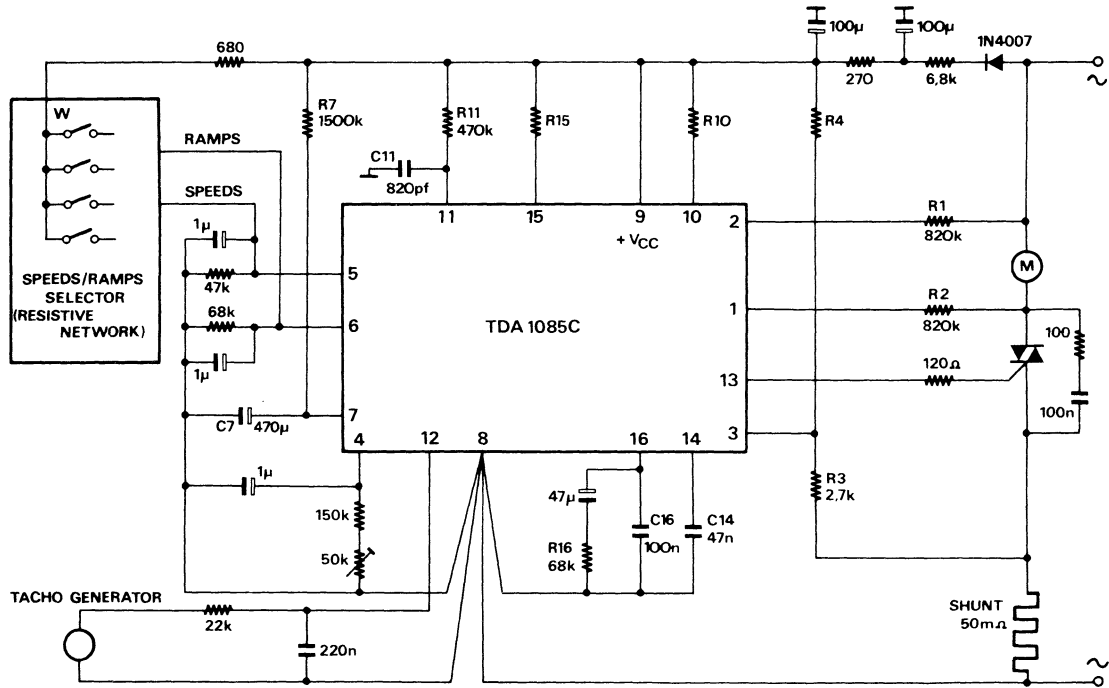 100µ
100µ
1N4007
680
270
6,8k
~
W
R7
1500k
R11
470k
R15
R10
R4
RAMPS
C11
820pf
SPEEDS
11
15
9
10
+ VCC
2
R1
820k
1µ
5
47k
M
SPEEDS/RAMPS
SELECTOR
(RESISTIVE
NETWORK)
68k
6
TDA 1085C
1
R2
820k
100
1µ
120Ω
13
100n
7
C7
470µ
4
12
8
16
14
3
1µ
R3
2,7k
47µ
150k
C16
100n
C14
47n
50k
R16
68k
TACHO GENERATOR
22k
SHUNT
50mΩ
220n
~